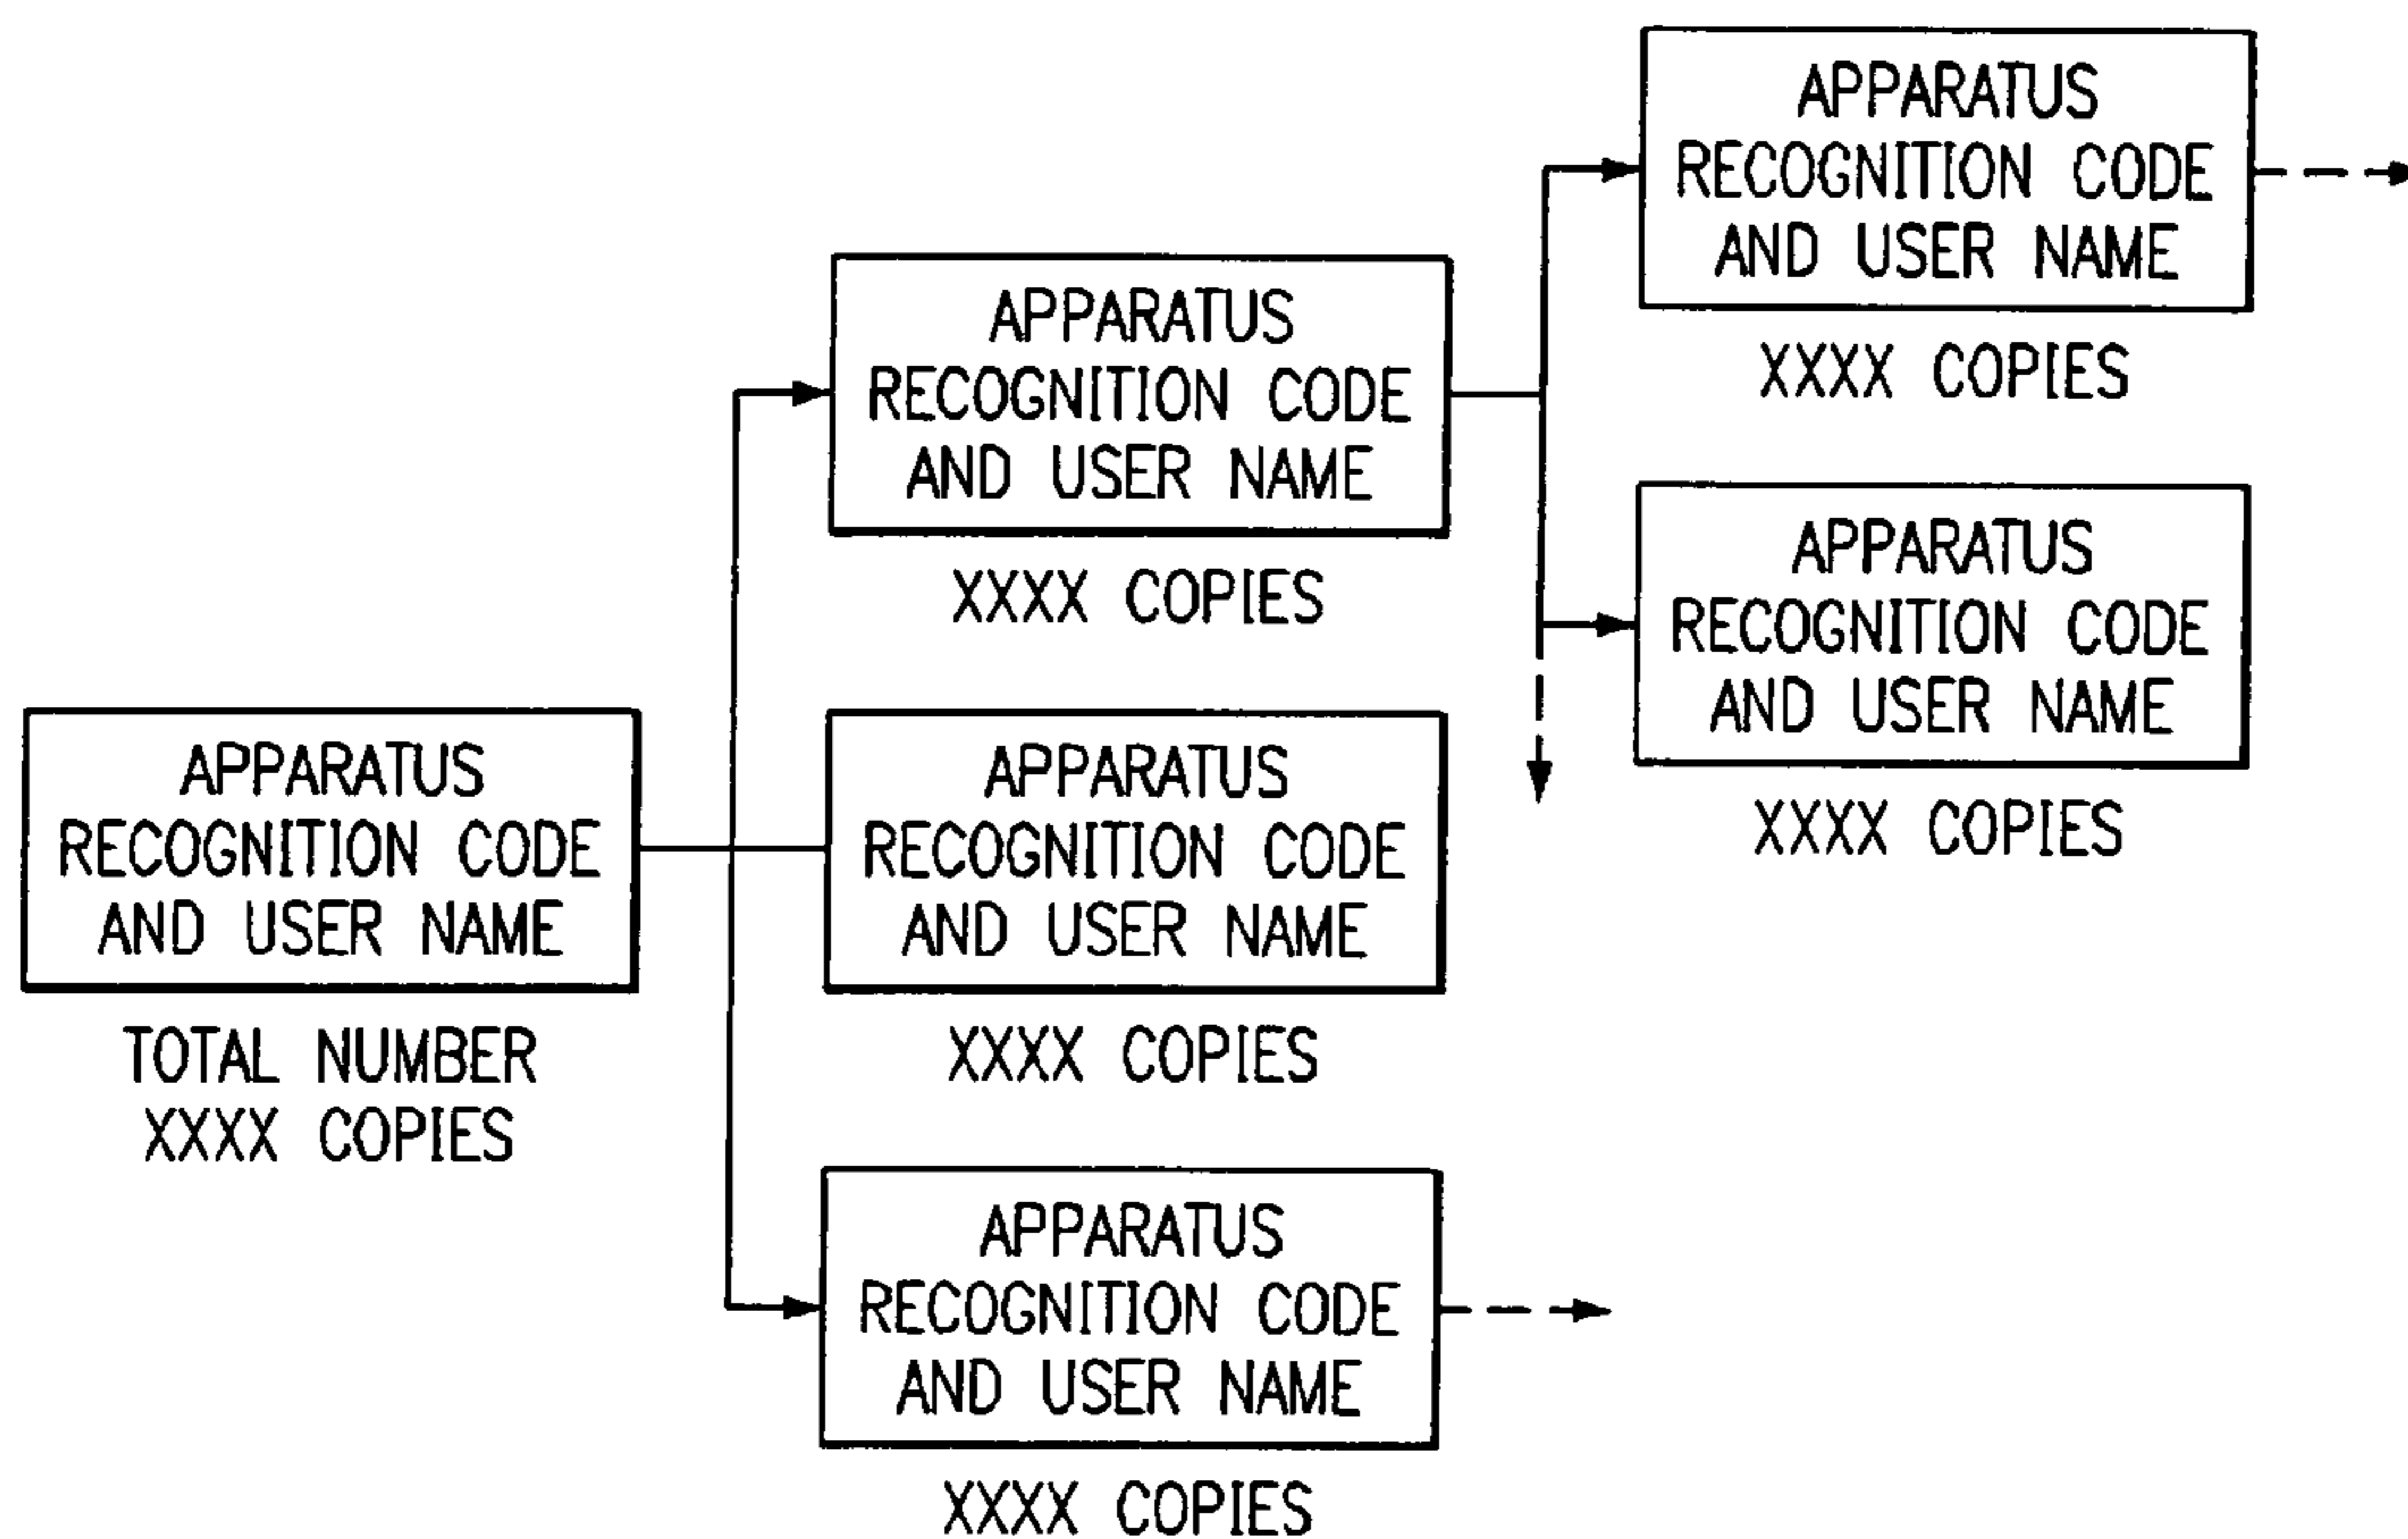 APPARATUS
RECOGNITION CODE
AND USER NAME
TOTAL NUMBER
XXXX COPIES
APPARATUS
RECOGNITION CODE
AND USER NAME
XXXX COPIES
APPARATUS
RECOGNITION CODE
AND USER NAME
XXXX COPIES
APPARATUS
RECOGNITION CODE
AND USER NAME
XXXX COPIES
APPARATUS
RECOGNITION CODE
AND USER NAME
XXXX COPIES
APPARATUS
RECOGNITION CODE
AND USER NAME
XXXX COPIES